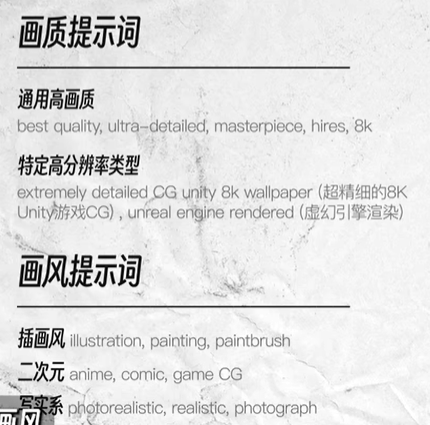 画质提示词
通用高画质
best quality, ultra-detailed, masterpiece, hires, 8k
特定高分辨率类型
extremely detailed CG unity 8k wallpaper (超精细的8K
Unity游戏CG) , unreal engine rendered (虚幻引擎渲染)
画风提示词
插画风 illustration, painting, paintbrush
二次元 anime, comic, game CG
写实系 photorealistic, realistic, photograph
画风